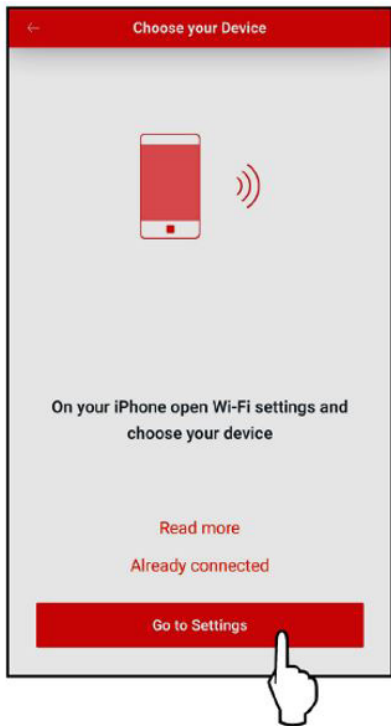 Choose your Device
On your iPhone open Wi-Fi settings and
choose your device
Read more
Already connected
Go to Settings